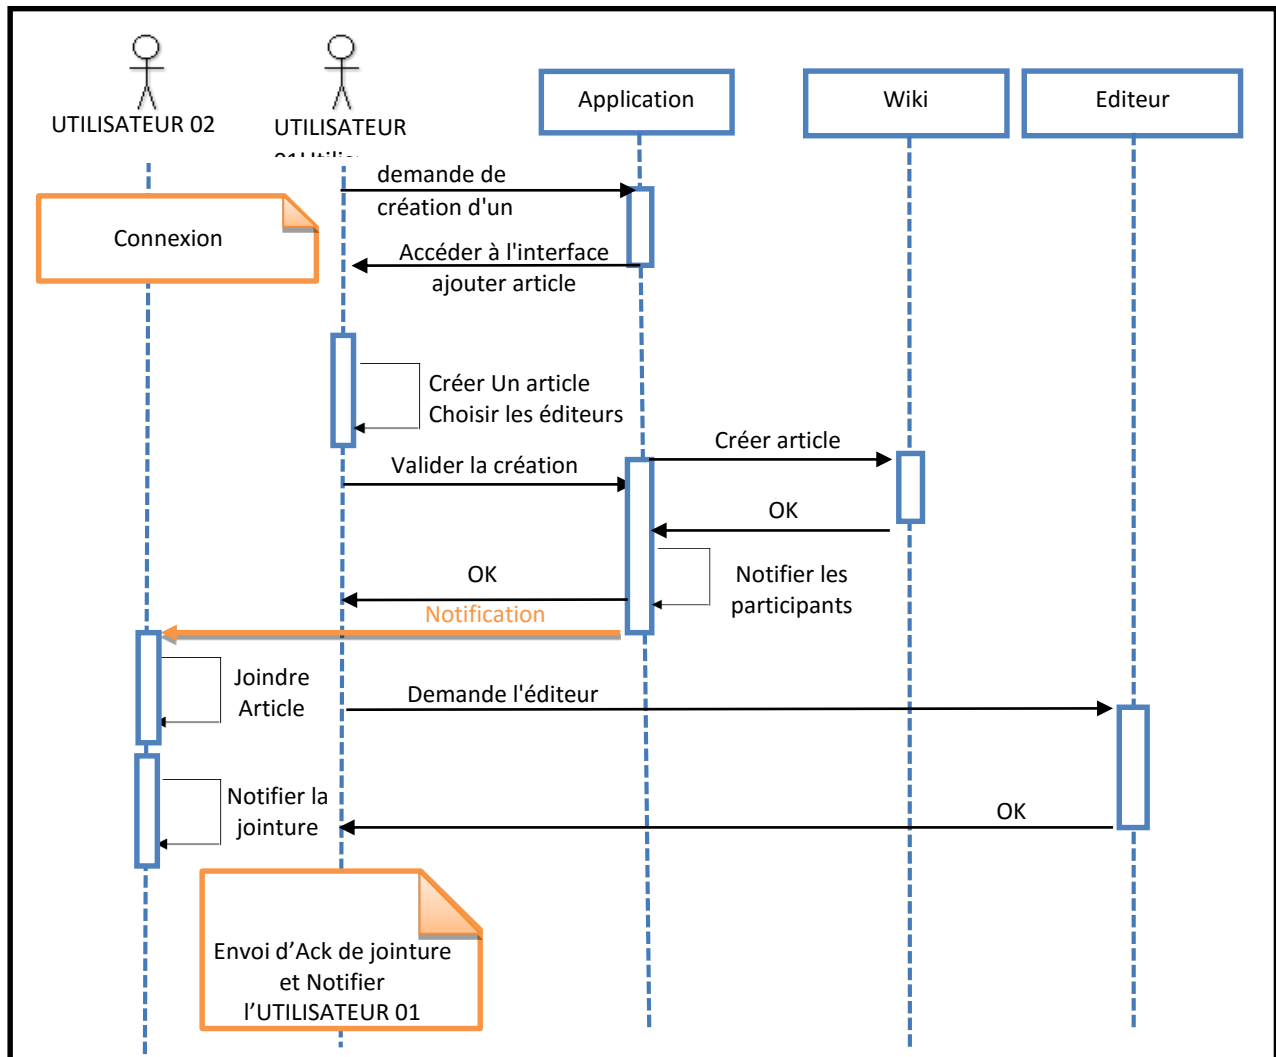 UTILISATEUR 02
UTILISATEUR
Application
Wiki
Editeur
demande de
création d'un
Connexion
Accéder à l'interface
ajouter article
Créer Un article
Choisir les éditeurs
Créer article
Valider la création
OK
OK
Notifier les
participants
Notification
Joindre
Article
Demande l'éditeur
Notifier la
jointure
OK
Envoi d’Ack de jointure
et Notifier
l’UTILISATEUR 01